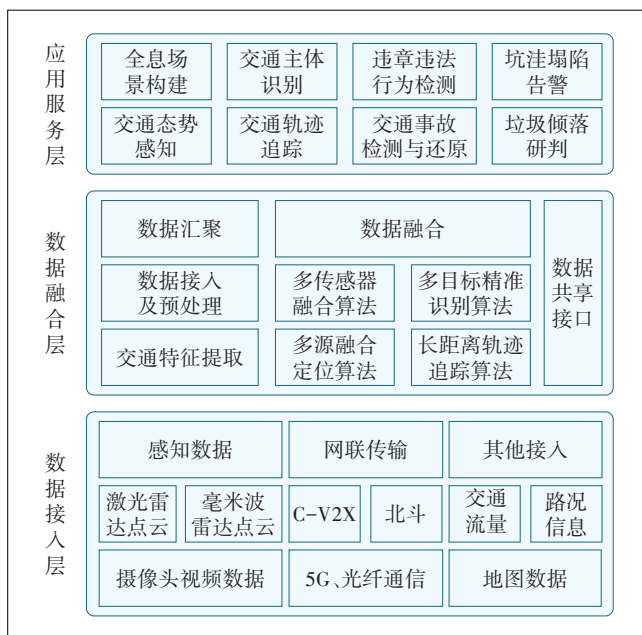 应用服务层
全息场
景构建
交通主体
识别
违章违法
行为检测
坑洼塌陷
告警
交通态势
感知
交通轨迹
追踪
交通事故
检测与还原
垃圾倾落
研判
数据融合层
数据汇聚
数据融合
数据
共享
接口
数据接入
及预处理
多传感器
融合算法
多目标精准
识别算法
交通特征提取
多源融合
定位算法
长距离轨迹
追踪算法
数据接入层
感知数据
网联传输
其他接入
激光雷
达点云
毫米波
雷达点云
C-V2X
北斗
交通
流量
路况
信息
摄像头视频数据
5G、光纤通信
地图数据